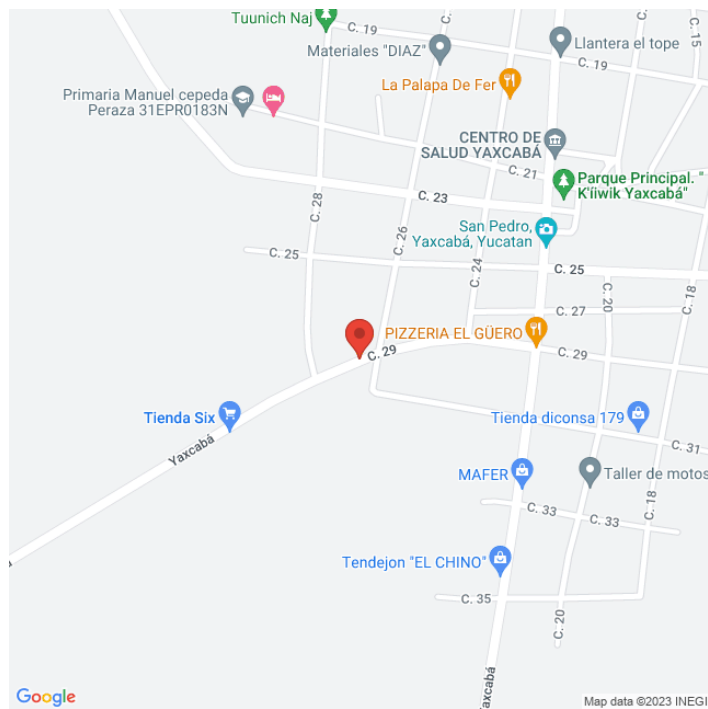 Tuunich Naj
C. 19
C. 26
C. 15
Materiales "DIAZ"
Llantera el tope
C. 19
La Palapa De Fer
Primaria Manuel cepeda
Peraza 31EPR0183N
CENTRO DE
SALUD YAXCABÁ
C. 21
Parque Principal. "
K'íiwik Yaxcabá"
C. 28
C. 23
San Pedro,
Yaxcabá, Yucatan
C. 26
C. 25
C. 24
C. 25
C. 20
C. 18
C. 27
PIZZERIA EL GÜERO
C. 29
C. 29
Tienda Six
Tienda diconsa 179
Yaxcabá
C. 31
MAFER
Taller de motos
C. 18
C. 33
C. 33
Tendejon "EL CHINO"
C. 35
C. 20
Yaxcabá
Google
Map data ©2023 INEGI